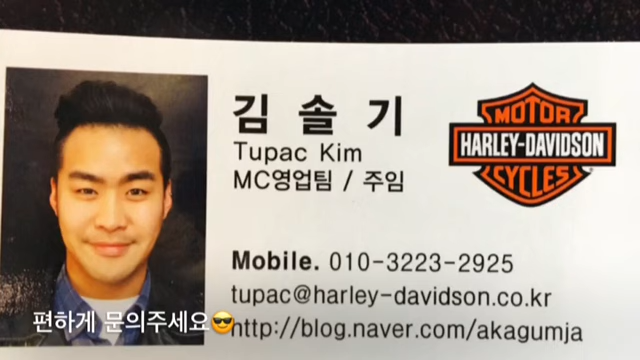 김 솔 기
Tupac Kim
MC영업팀 / 주임
MOTOR
HARLEY-DAVIDSON
CYCLES
Mobile. 010-3223-2925
tupac@harley-davidson.co.kr
편하게 문의주세요😎
http://blog.naver.com/akagumja